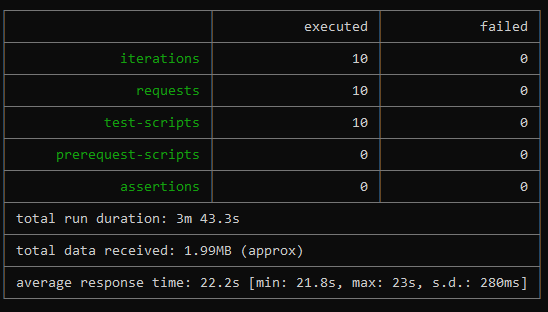 executed failed
iterations 10 0
requests 10 0
test-scripts 10 0
prerequest-scripts 0 0
assertions 0 0
total run duration: 3m 43.3s
total data received: 1.99MB (approx)
average response time: 22.2s [min: 21.8s, max: 23s, s.d.: 280ms]